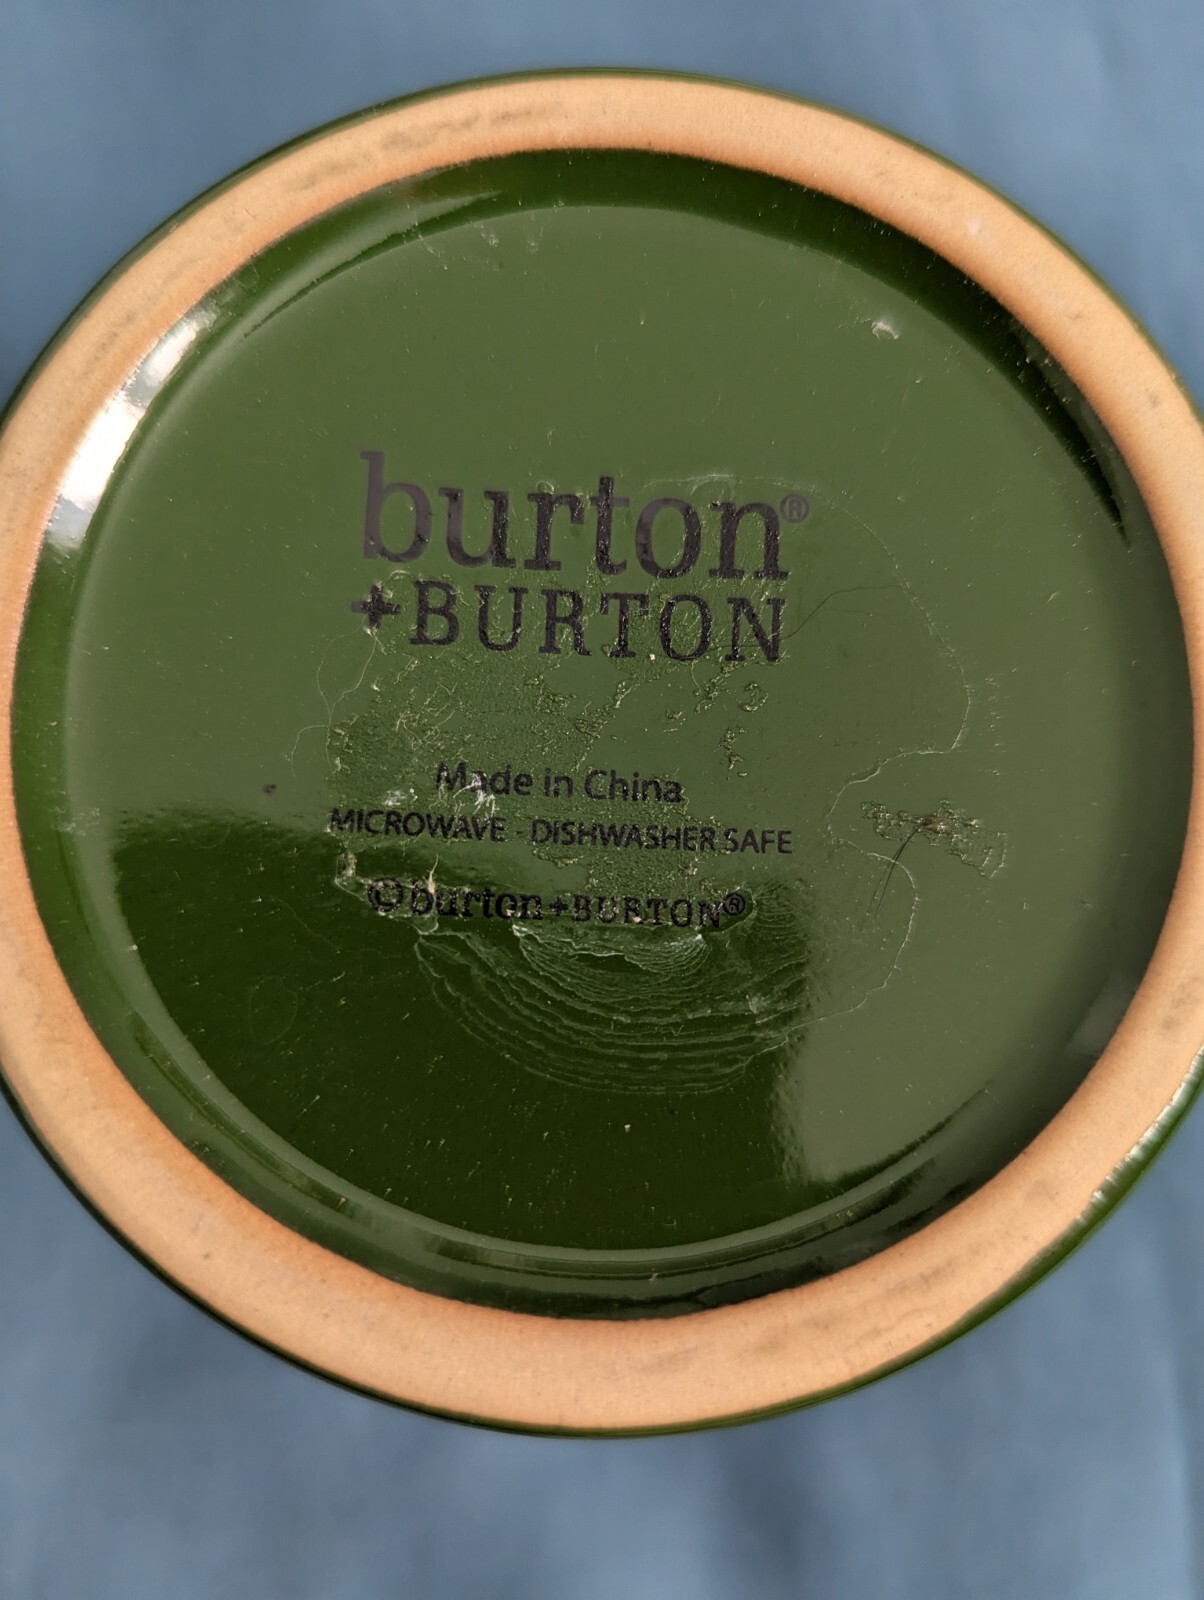 burton®
+BURTON
Made in China
MICROWAVE - DISHWASHER SAFE
©burton+BURTON®